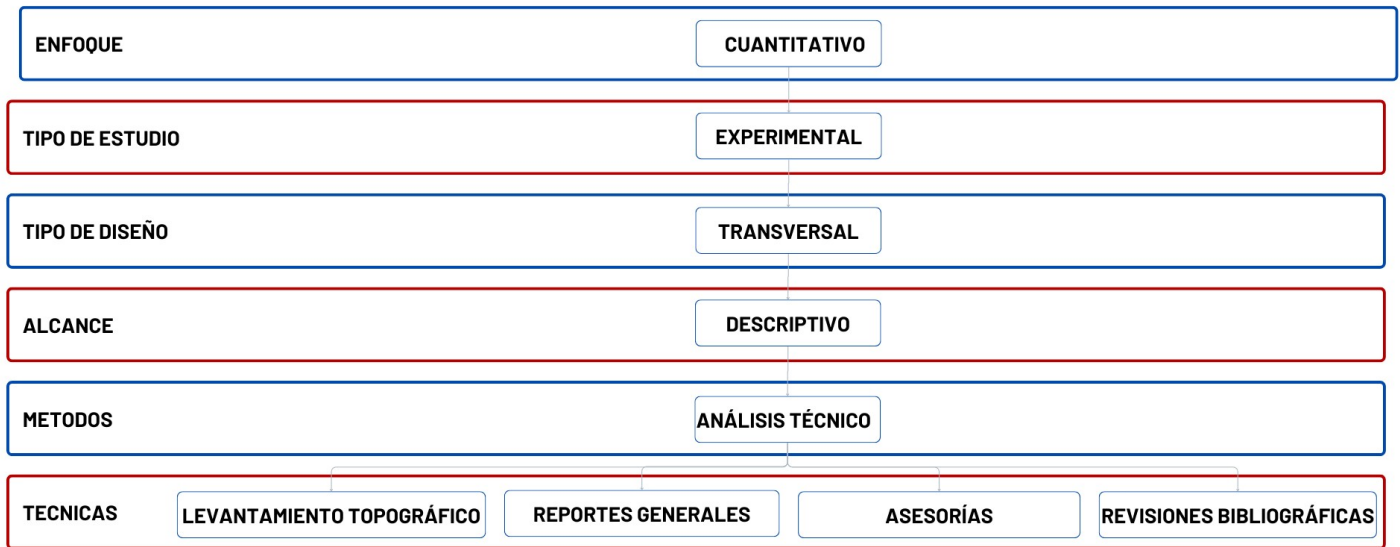 ENFOQUE
CUANTITATIVO
TIPO DE ESTUDIO
EXPERIMENTAL
TIPO DE DISEÑO
TRANSVERSAL
ALCANCE
DESCRIPTIVO
METODOS
ANÁLISIS TÉCNICO
TECNICAS
LEVANTAMIENTO TOPOGRÁFICO
REPORTES GENERALES
ASESORÍAS
REVISIONES BIBLIOGRÁFICAS